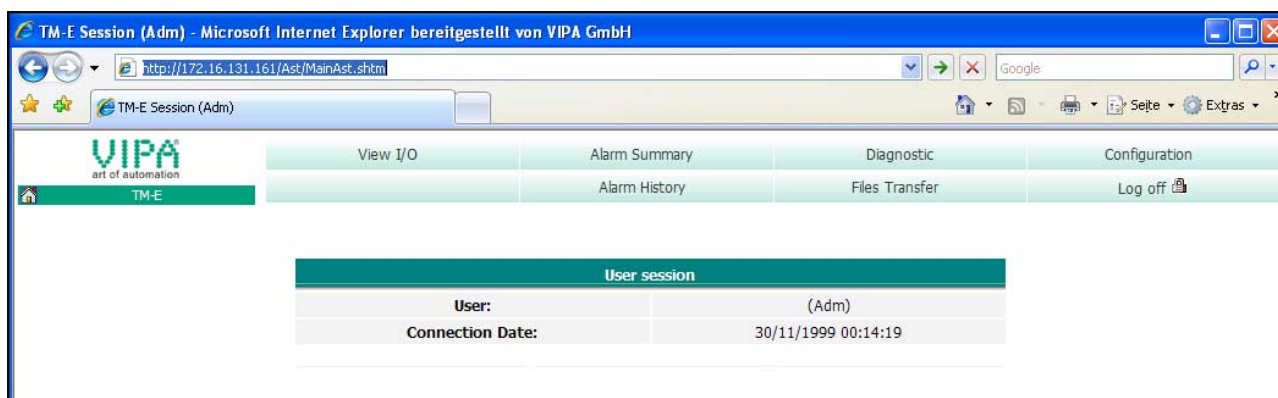 TM-E Session (Adm) - Microsoft Internet Explorer bereitgestellt von VIPA GmbH
http://172.16.131.161/Ast/MainAst.shtm
Google
TM-E Session (Adm)
Seite
Extras
VIPA
art of automation
TM-E
View I/O
Alarm Summary
Diagnostic
Configuration
Alarm History
Files Transfer
Log off
User session
User: (Adm)
Connection Date: 30/11/1999 00:14:19